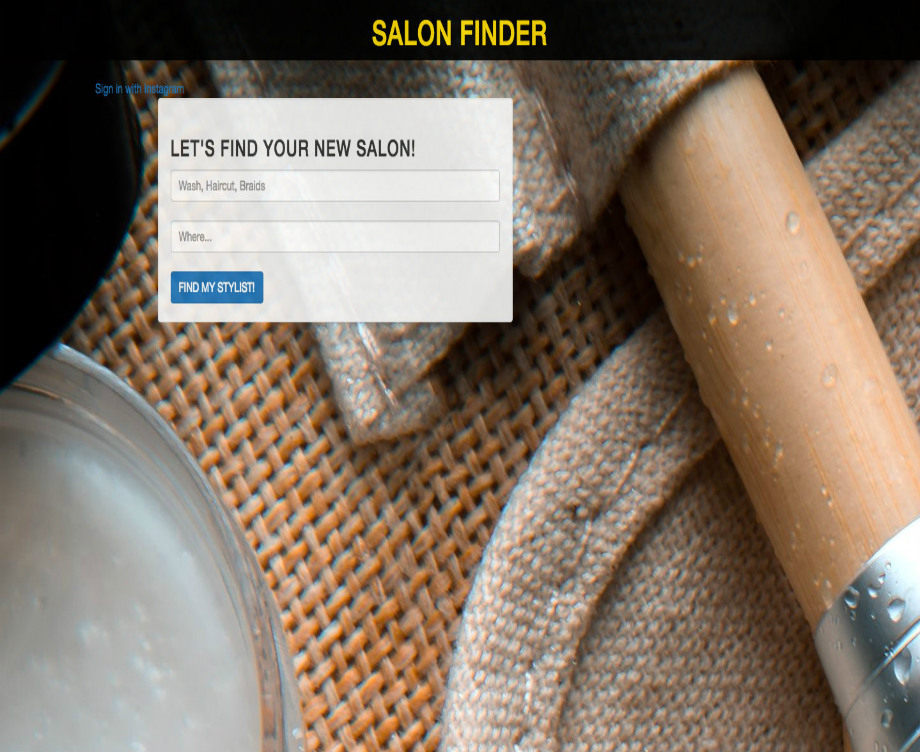 SALON FINDER
Sign in with Instagram
LET'S FIND YOUR NEW SALON!
Wash, Haircut, Braids
Where...
FIND MY STYLIST!